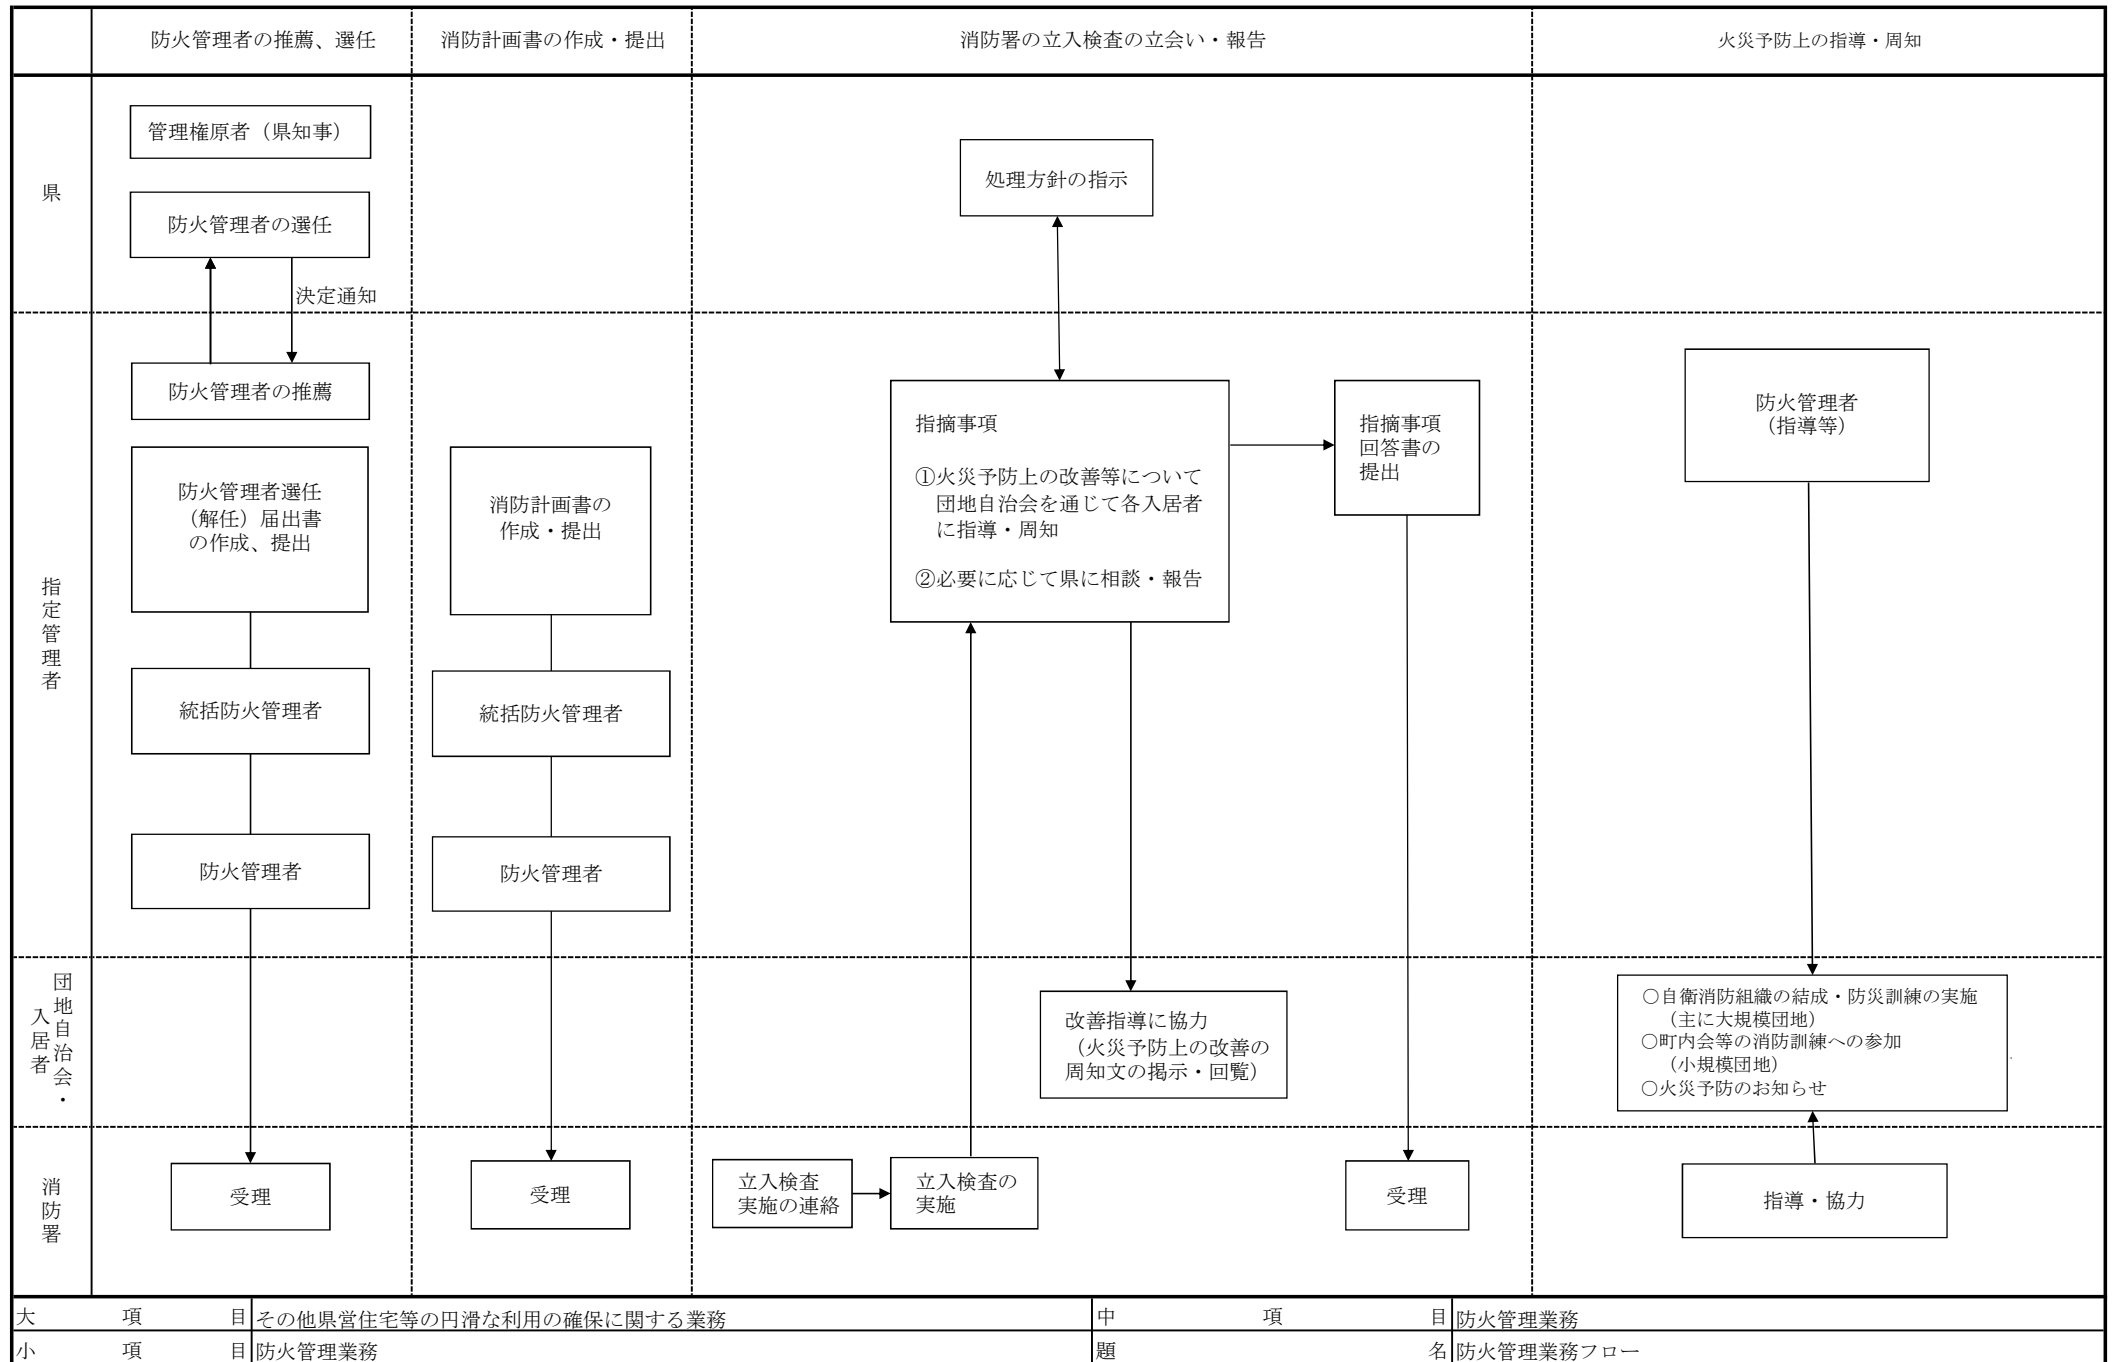 防火管理者の推薦、選任
消防計画書の作成・提出
消防署の立入検査の立会い・報告
火災予防上の指導・周知
県
管理権原者（県知事）
防火管理者の選任
決定通知
処理方針の指示
指定管理者
防火管理者の推薦
防火管理者選任
（解任）届出書
の作成、提出
統括防火管理者
防火管理者
消防計画書の
作成・提出
統括防火管理者
防火管理者
指摘事項
①火災予防上の改善等について
団地自治会を通じて各入居者
に指導・周知
②必要に応じて県に相談・報告
指摘事項
回答書の
提出
防火管理者
（指導等）
団地自治会・
入居者
改善指導に協力
（火災予防上の改善の
周知文の掲示・回覧）
○自衛消防組織の結成・防災訓練の実施
（主に大規模団地）
○町内会等の消防訓練への参加
（小規模団地）
○火災予防のお知らせ
消防署
受理
受理
立入検査
実施の連絡
立入検査の
実施
受理
指導・協力
大項目 その他県営住宅等の円滑な利用の確保に関する業務
中項目 防火管理業務
小項目 防火管理業務
題名 防火管理業務フロー